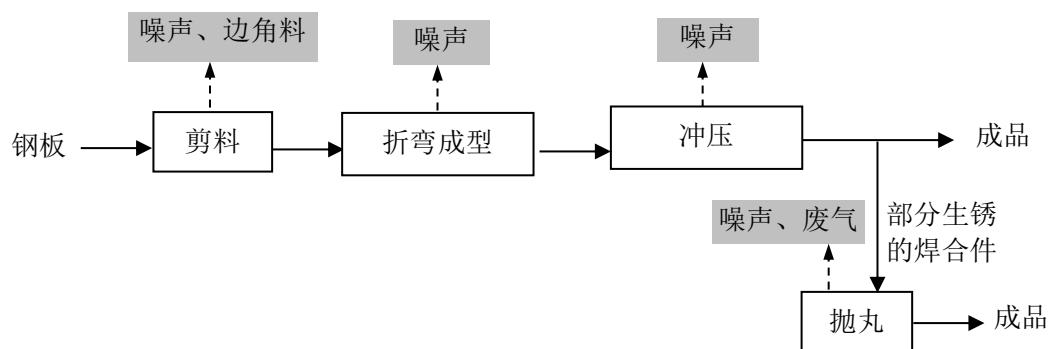 噪声、边角料
噪声
噪声
钢板
剪料
折弯成型
冲压
成品
噪声、废气
部分生锈
的焊合件
抛丸
成品